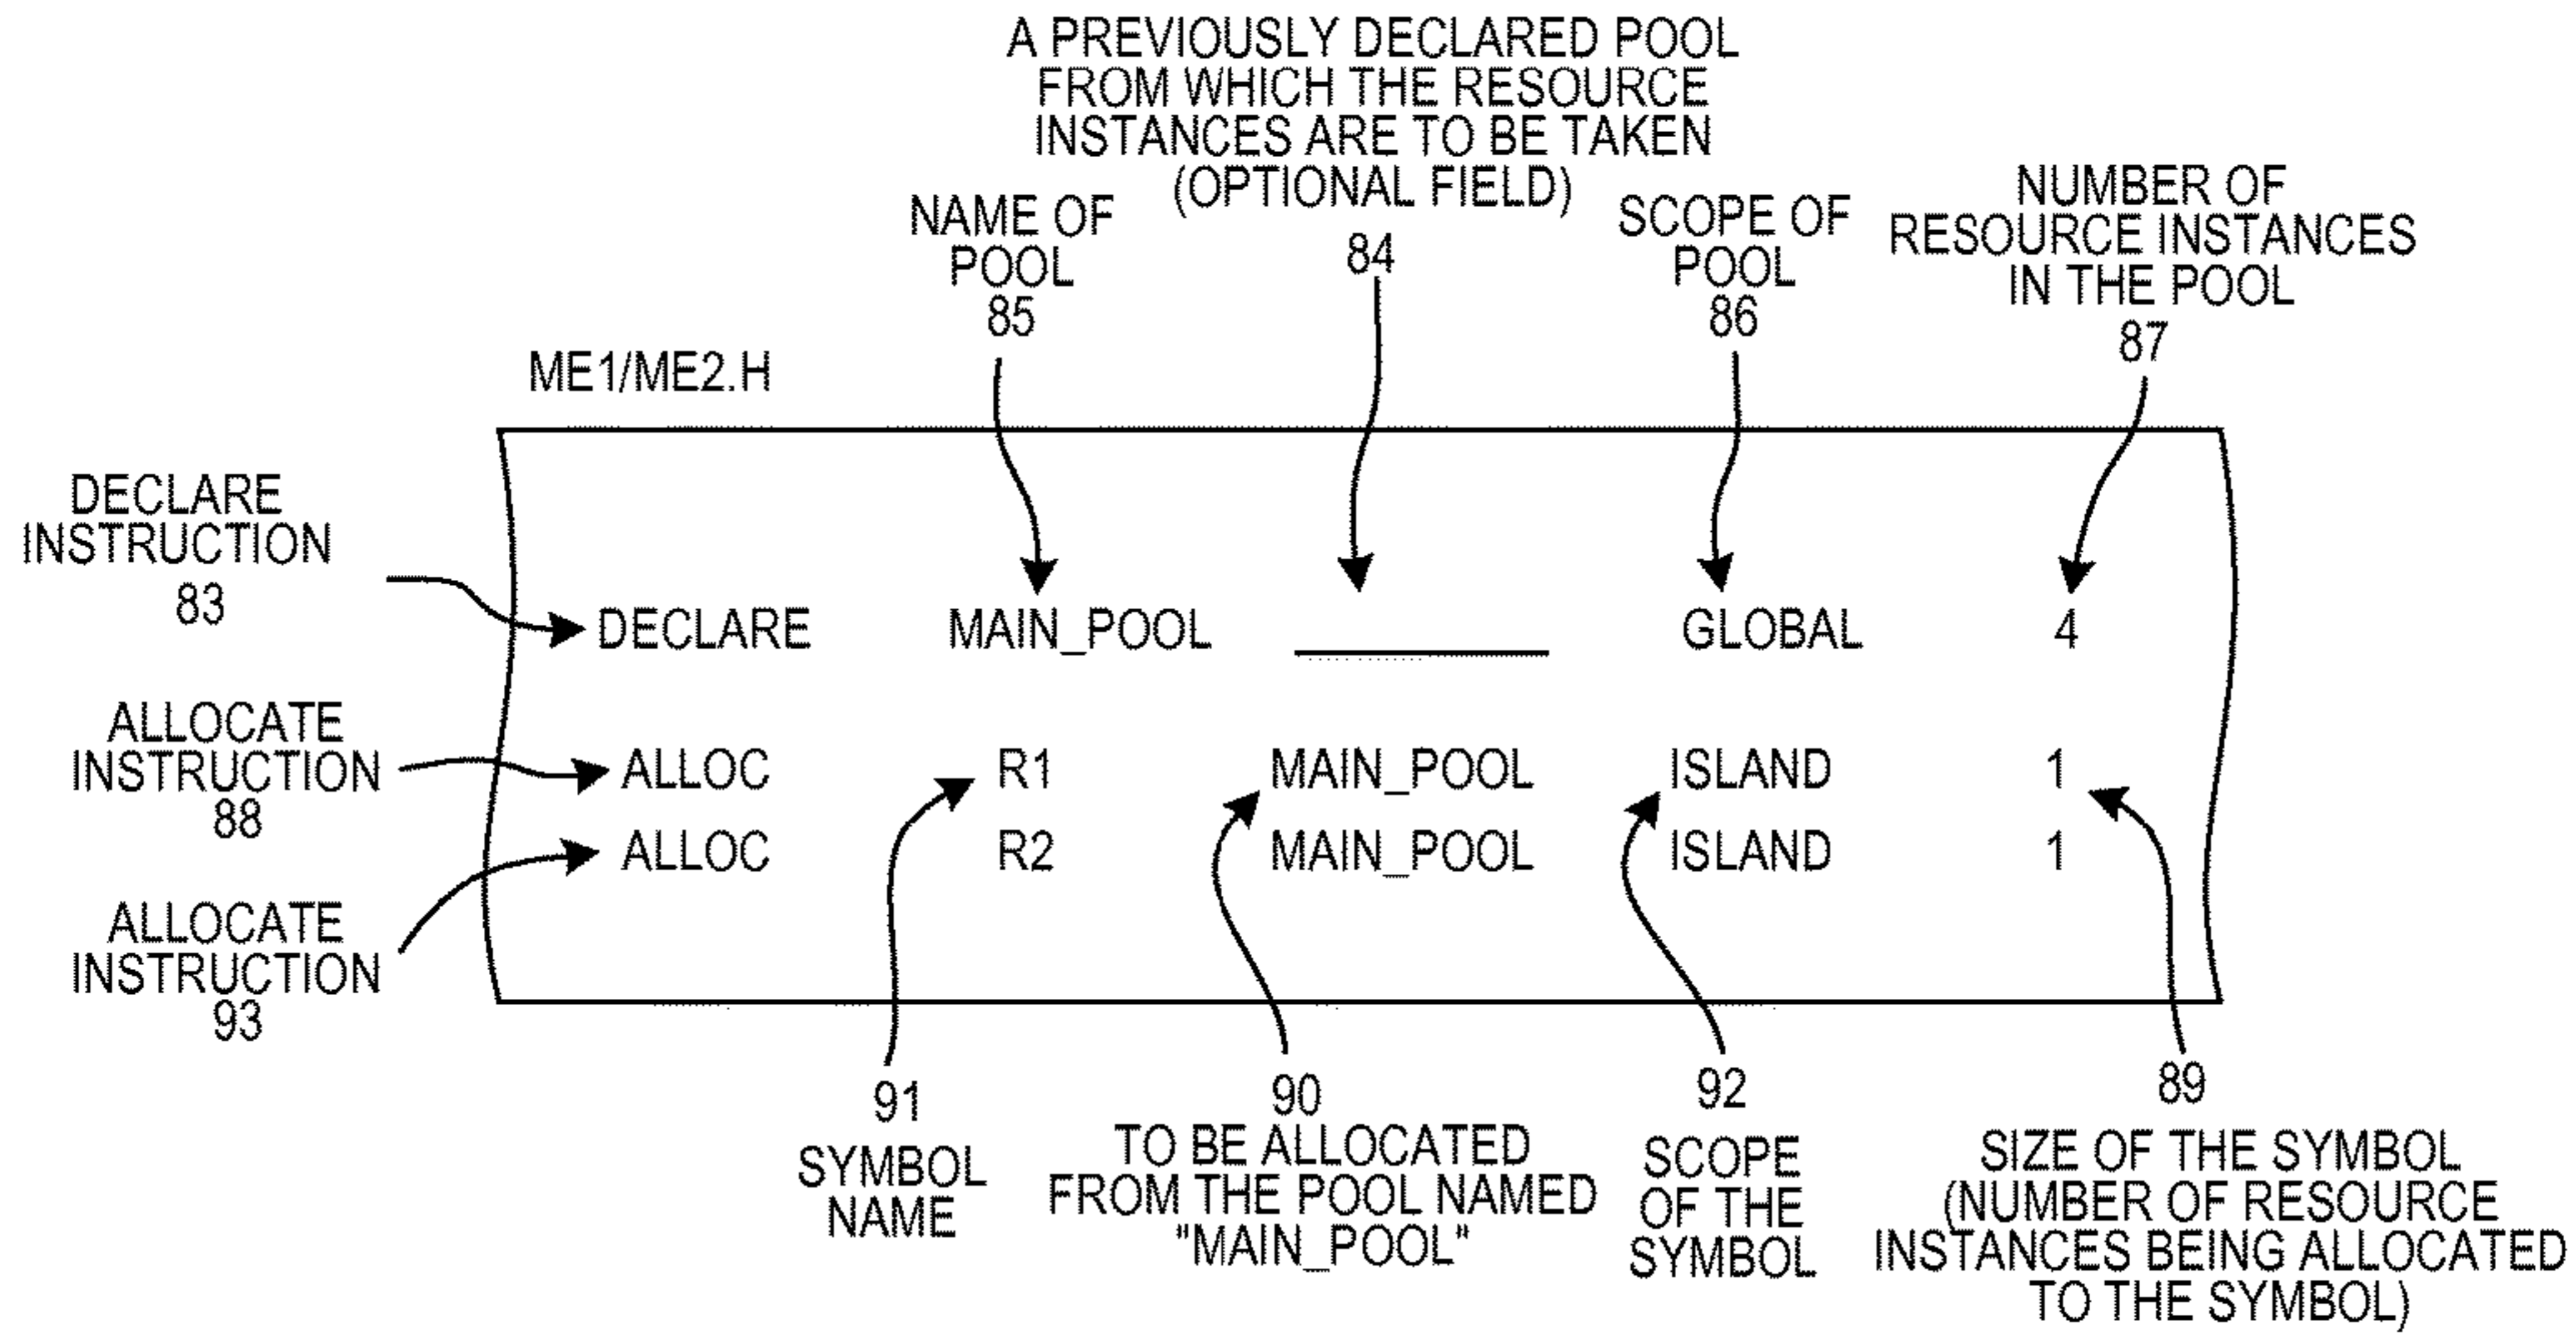 A PREVIOUSLY DECLARED POOL
FROM WHICH THE RESOURCE
INSTANCES ARE TO BE TAKEN
(OPTIONAL FIELD)
84
NAME OF
POOL
85
SCOPE OF
POOL
86
NUMBER OF
RESOURCE INSTANCES
IN THE POOL
87
ME1/ME2.H
DECLARE
INSTRUCTION
83
DECLARE MAIN_POOL GLOBAL 4
ALLOCATE
INSTRUCTION
88
ALLOC R1 MAIN_POOL ISLAND 1
ALLOC R2 MAIN_POOL ISLAND 1
ALLOCATE
INSTRUCTION
93
91
SYMBOL
NAME
90
TO BE ALLOCATED
FROM THE POOL NAMED
"MAIN_POOL"
92
SCOPE
OF THE
SYMBOL
89
SIZE OF THE SYMBOL
(NUMBER OF RESOURCE
INSTANCES BEING ALLOCATED
TO THE SYMBOL)